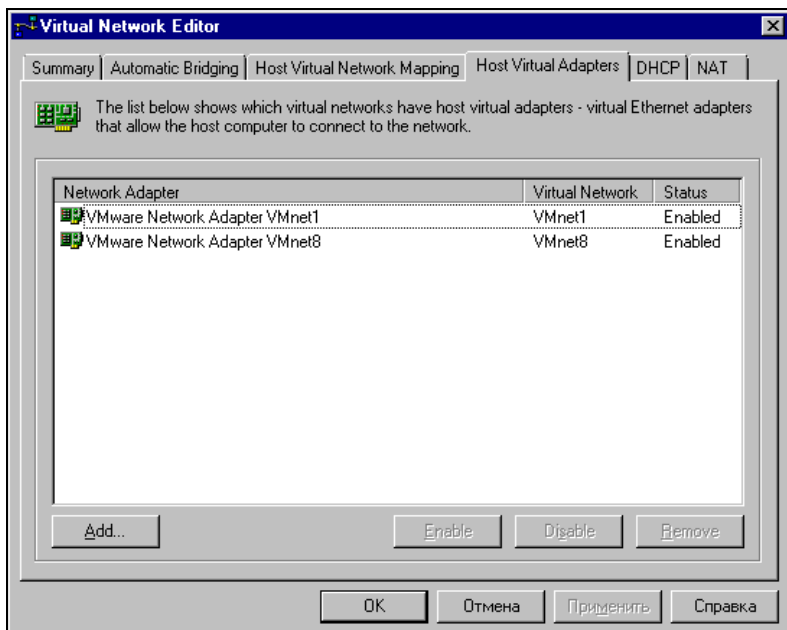 Virtual Network Editor
Summary Automatic Bridging Host Virtual Network Mapping Host Virtual Adapters DHCP NAT
The list below shows which virtual networks have host virtual adapters - virtual Ethernet adapters
that allow the host computer to connect to the network.
Network Adapter Virtual Network Status
VMware Network Adapter VMnet1 VMnet1 Enabled
VMware Network Adapter VMnet8 VMnet8 Enabled
Add... Enable Disable Remove
OK Отмена Применить Справка